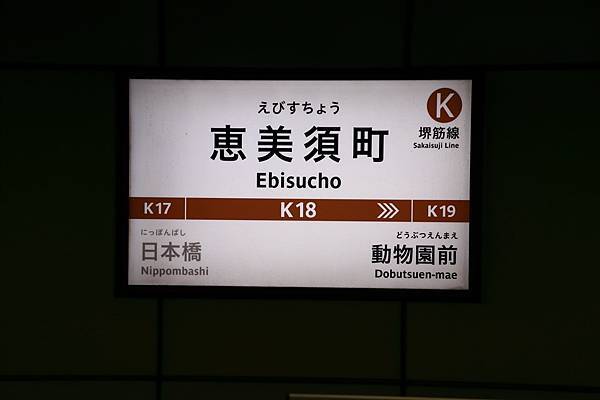 K
堺筋線
Sakaisuji Line
えびすちょう
恵美須町
Ebisucho
K17
K18
K19
にっぽんばし
日本橋
Nippombashi
どうぶつえんまえ
動物園前
Dobutsuen-mae